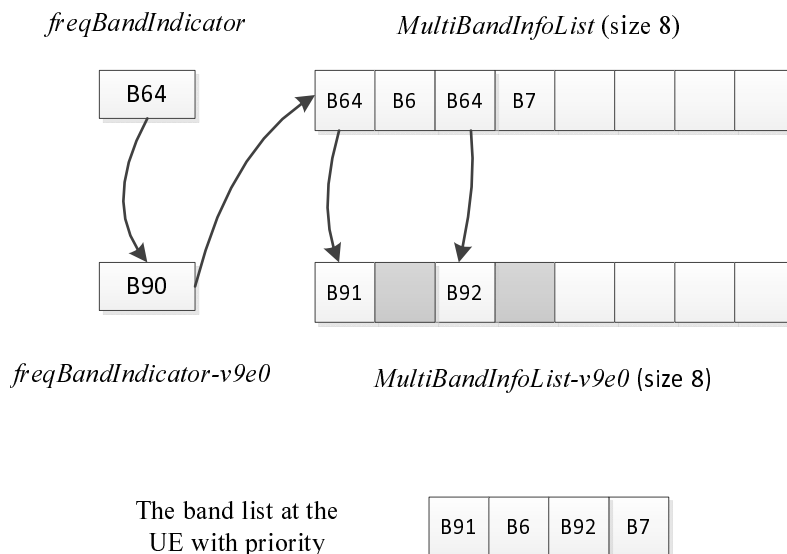 freqBandIndicator
MultiBandInfoList (size 8)
B64
B64 B6 B64 B7
B90
B91 B92
freqBandIndicator-v9e0
MultiBandInfoList-v9e0 (size 8)
The band list at the
UE with priority
B91 B6 B92 B7